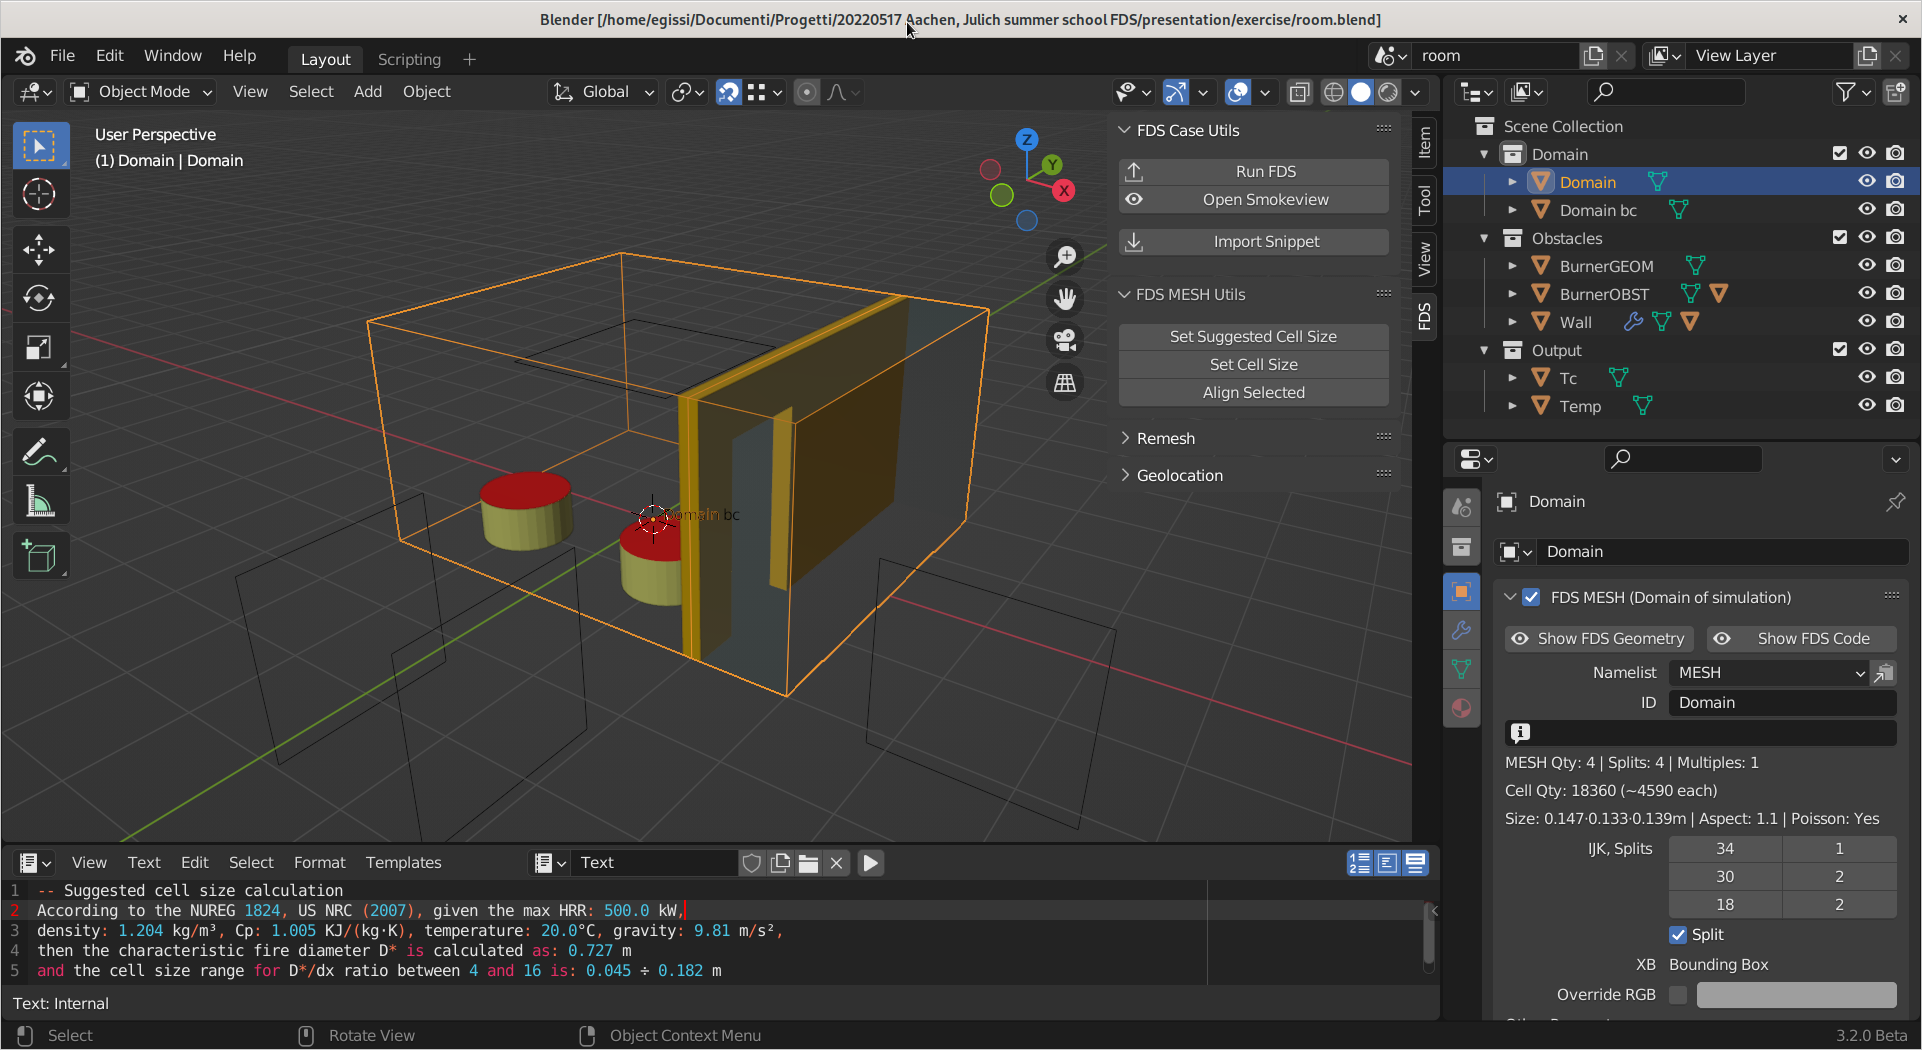 Blender [/home/egissi/Documenti/Progetti/20220517 Aachen, Julich summer school FDS/presentation/exercise/room.blend]
File Edit Window Help Layout Scripting + room View Layer
Object Mode View Select Add Object Global
User Perspective
(1) Domain | Domain
Z
Y
X
Domain bc
FDS Case Utils
Run FDS
Open Smokeview
Import Snippet
FDS MESH Utils
Set Suggested Cell Size
Set Cell Size
Align Selected
Remesh
Geolocation
Item
Tool
View
FDS
Scene Collection
Domain
Domain
Domain bc
Obstacles
BurnerGEOM
BurnerOBST
Wall
Output
Tc
Temp
Domain
Domain
FDS MESH (Domain of simulation)
Show FDS Geometry Show FDS Code
Namelist MESH
ID Domain
MESH Qty: 4 | Splits: 4 | Multiples: 1
Cell Qty: 18360 (~4590 each)
Size: 0.147·0.133·0.139m | Aspect: 1.1 | Poisson: Yes
IJK, Splits 34 1
30 2
18 2
Split
XB Bounding Box
Override RGB
View Text Edit Select Format Templates Text
1 -- Suggested cell size calculation
2 According to the NUREG 1824, US NRC (2007), given the max HRR: 500.0 kW,
3 density: 1.204 kg/m³, Cp: 1.005 KJ/(kg·K), temperature: 20.0°C, gravity: 9.81 m/s²,
4 then the characteristic fire diameter D* is calculated as: 0.727 m
5 and the cell size range for D*/dx ratio between 4 and 16 is: 0.045 ÷ 0.182 m
Text: Internal
Select Rotate View Object Context Menu 3.2.0 Beta